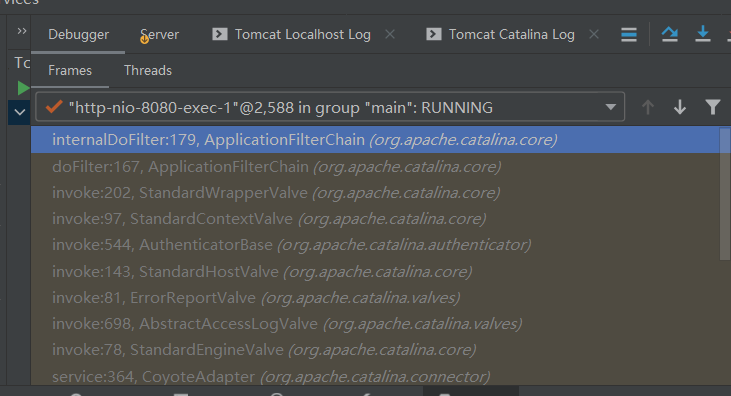 vices
»
Debugger Server Tomcat Localhost Log × Tomcat Catalina Log ×
To
Frames Threads
"http-nio-8080-exec-1"@2,588 in group "main": RUNNING
internalDoFilter:179, ApplicationFilterChain (org.apache.catalina.core)
doFilter:167, ApplicationFilterChain (org.apache.catalina.core)
invoke:202, StandardWrapperValve (org.apache.catalina.core)
invoke:97, StandardContextValve (org.apache.catalina.core)
invoke:544, AuthenticatorBase (org.apache.catalina.authenticator)
invoke:143, StandardHostValve (org.apache.catalina.core)
invoke:81, ErrorReportValve (org.apache.catalina.valves)
invoke:698, AbstractAccessLogValve (org.apache.catalina.valves)
invoke:78, StandardEngineValve (org.apache.catalina.core)
service:364, CoyoteAdapter (org.apache.catalina.connector)